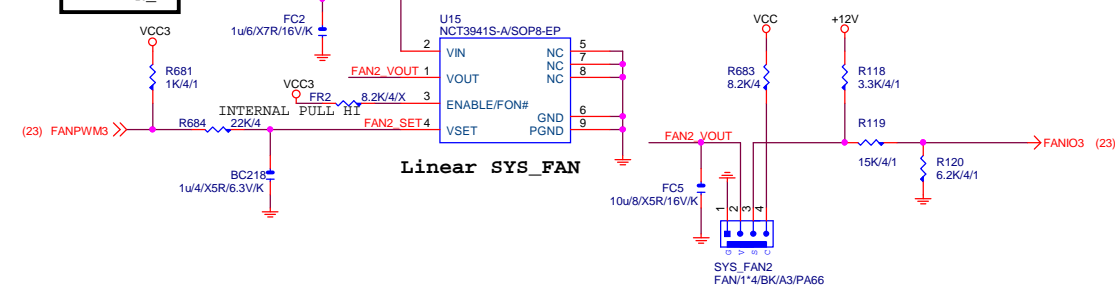 FC2
1u/6/X7R/16V/K
U15
NCT3941S-A/SOP8-EP
VCC3
R681
1K/4/1
2
VIN
FAN2_VOUT
1
VOUT
VCC3
FR2
8.2K/4/X
3
ENABLE/FON#
INTERNAL PULL HI
(23)
FANPWM3
R684
22K/4
FAN2_SET
4
VSET
NC
5
NC
7
NC
8
GND
6
PGND
9
BC218
1u/4/X5R/6.3V/K
Linear SYS_FAN
VCC
+12V
R683
8.2K/4
R118
3.3K/4/1
FAN2_VOUT
R119
15K/4/1
FANIO3
(23)
R120
6.2K/4/1
FC5
10u/8/X5R/16V/K
1
2
3
4
G
V
S
C
SYS_FAN2
FAN/1*4/BK/A3/PA66